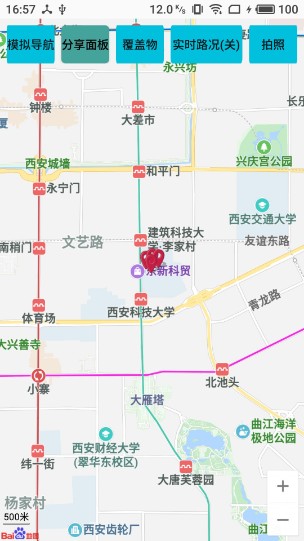 16:57
12.0 K/s
100
模拟导航
分享面板
覆盖物
实时路况(关)
拍照
永兴坊
钟楼
大差市
长乐
厦
兴庆宫公园
西安城墙
和平门
永宁门
西安交通大学
建筑科技大
学·李家村
文艺路
友谊东路
南稍门
东新科贸
青龙路
体育场
西安科技大学
大兴善寺
北池头
小寨
大雁塔
曲江海洋
极地公园
西安财经大学
(翠华东校区)
纬一街
大唐芙蓉园
杨家村
500米
西安齿轮厂
Bai 百度
+
−